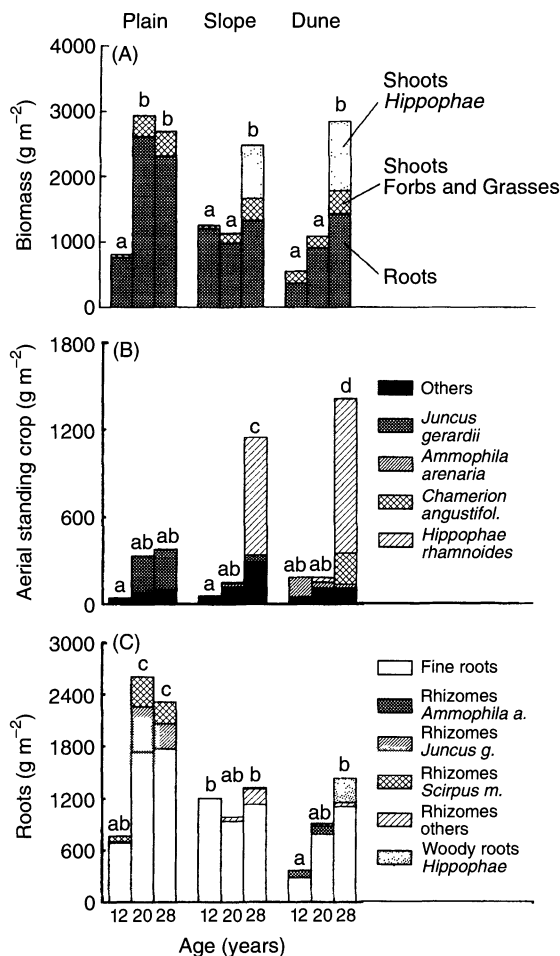 Plain Slope Dune
(A)
Biomass (g m⁻²)
4000
3000
2000
1000
0
a b b
a a b
a a b
Shoots
Hippophae
Shoots
Forbs and Grasses
Roots
(B)
Aerial standing crop (g m⁻²)
1800
1200
600
0
a ab ab
a ab c
ab ab d
Others
Juncus
gerardii
Ammophila
arenaria
Chamerion
angustifol.
Hippophae
rhamnoides
(C)
Roots (g m⁻²)
3000
2400
1800
1200
600
0
ab c c
b ab b
a ab b
Fine roots
Rhizomes
Ammophila a.
Rhizomes
Juncus g.
Rhizomes
Scirpus m.
Rhizomes
others
Woody roots
Hippophae
12 20 28 12 20 28 12 20 28
Age (years)